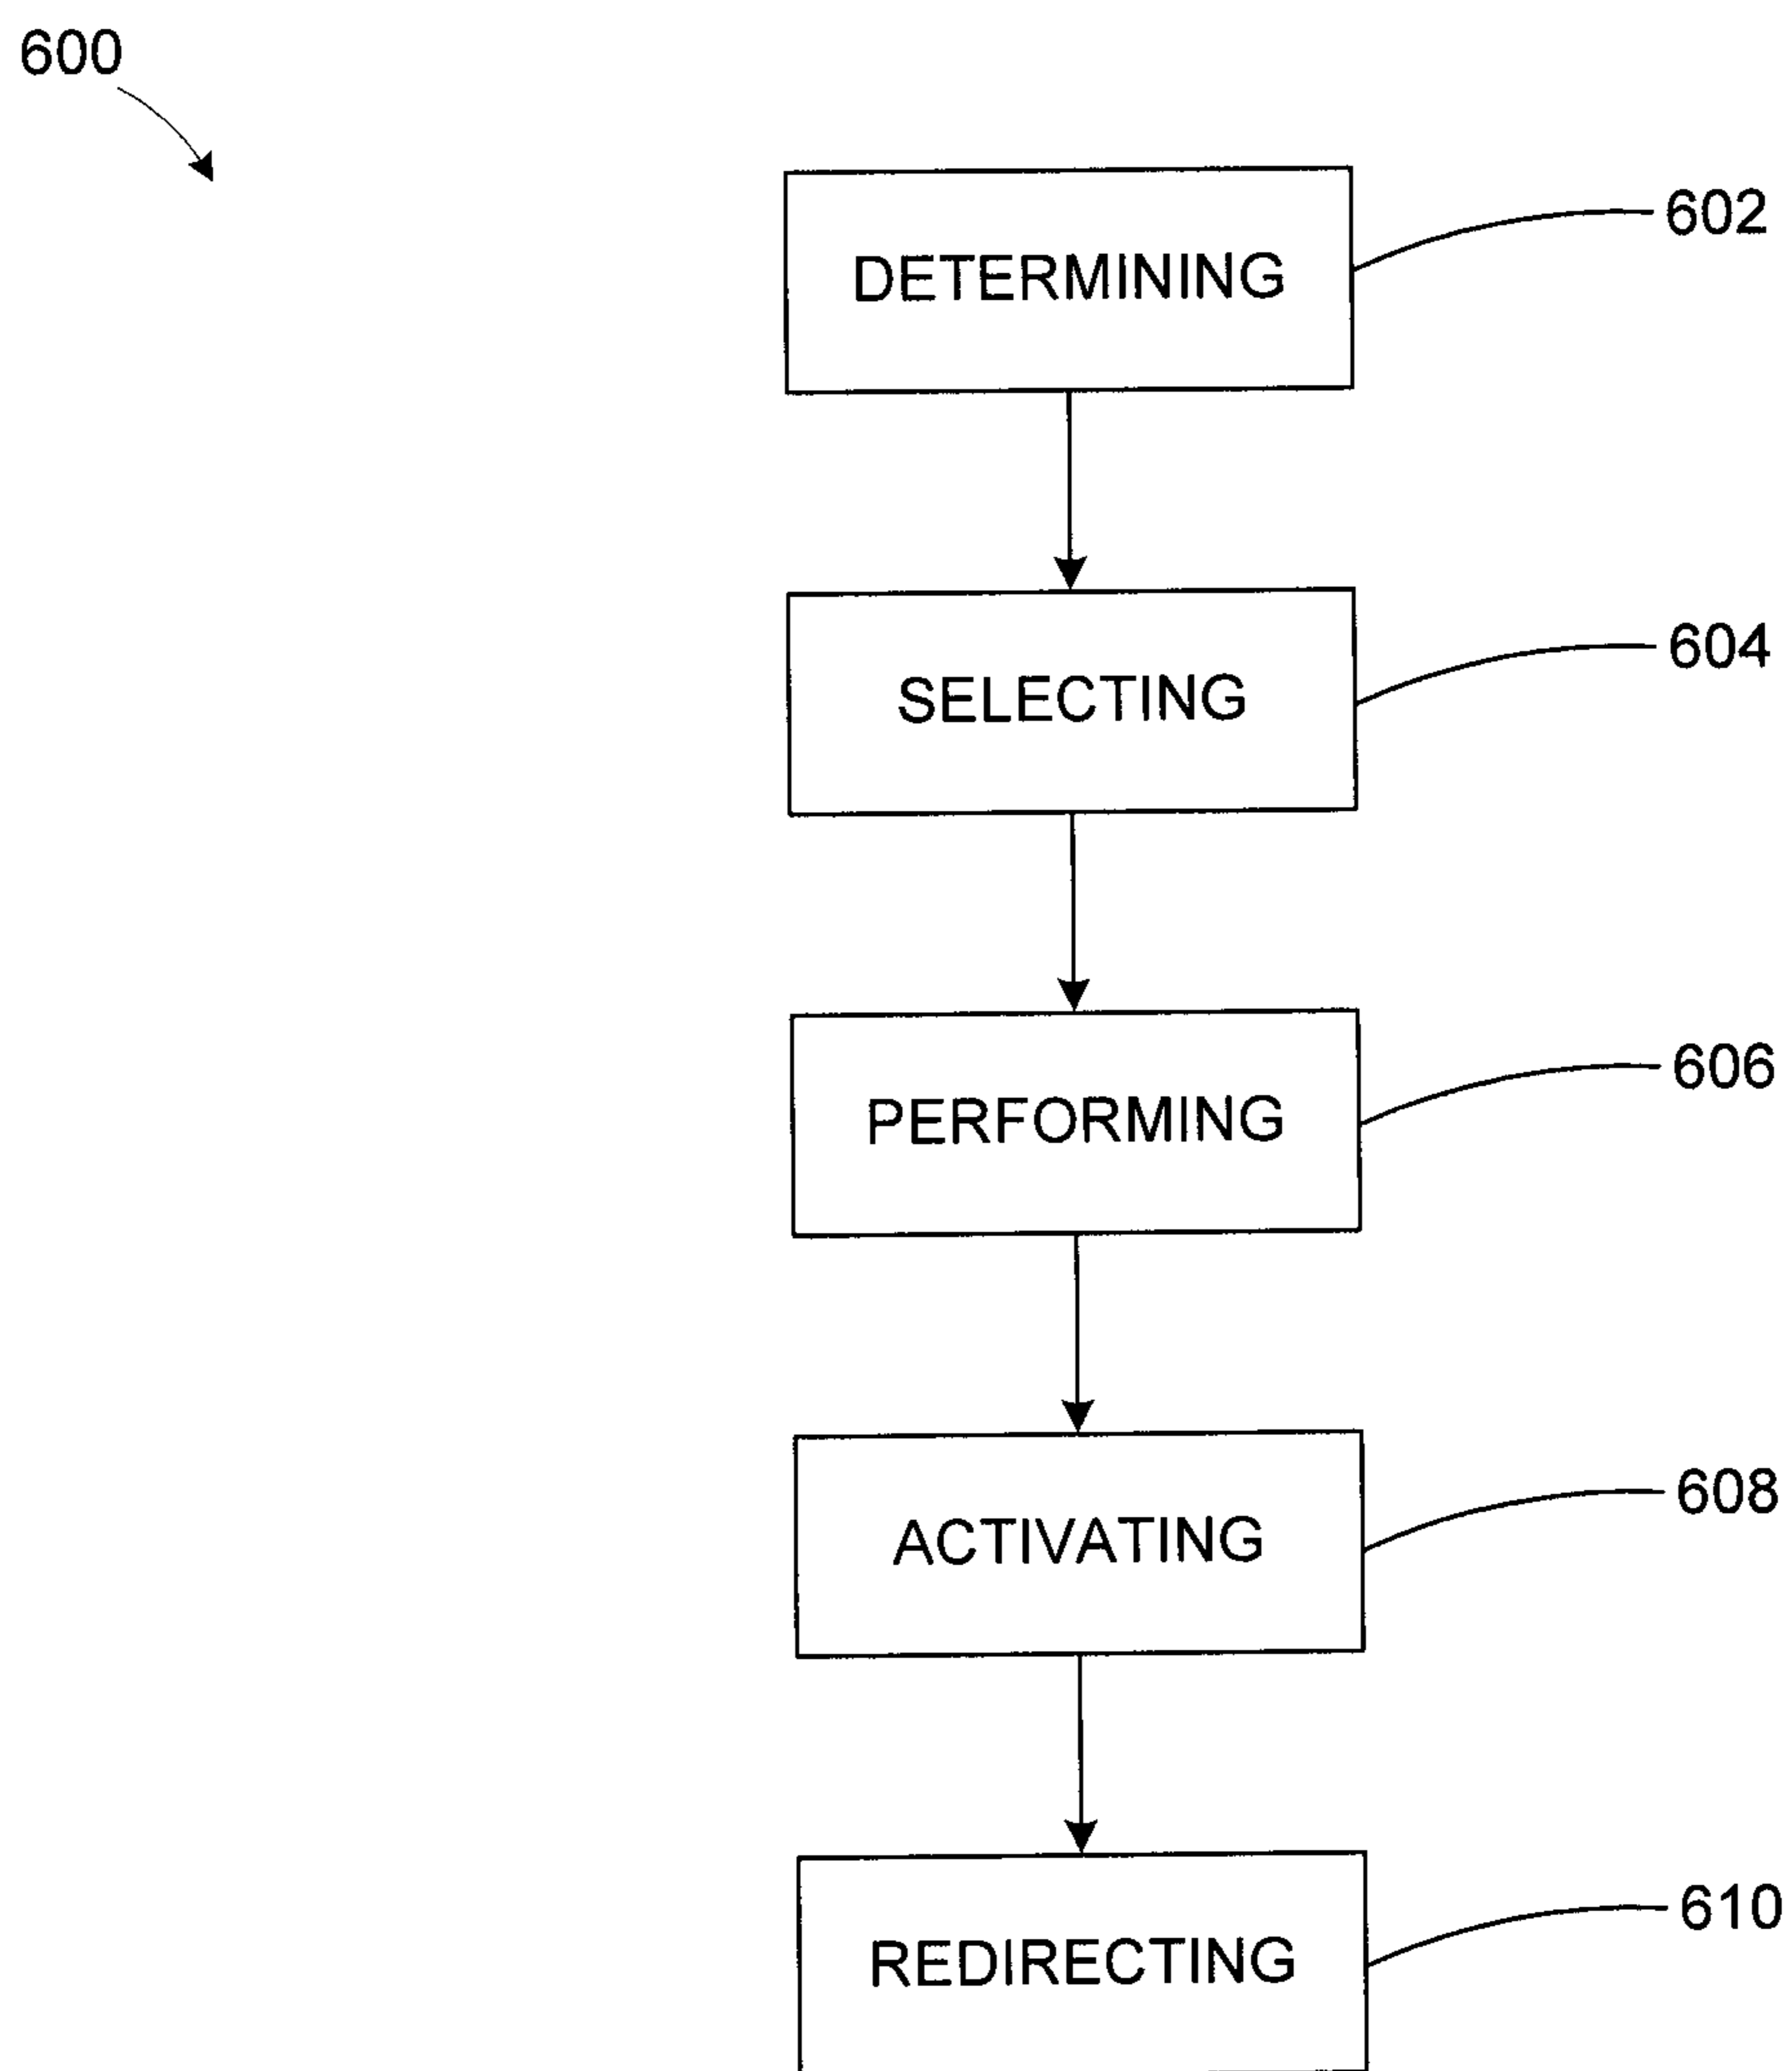 600
DETERMINING
602
SELECTING
604
PERFORMING
606
ACTIVATING
608
REDIRECTING
610